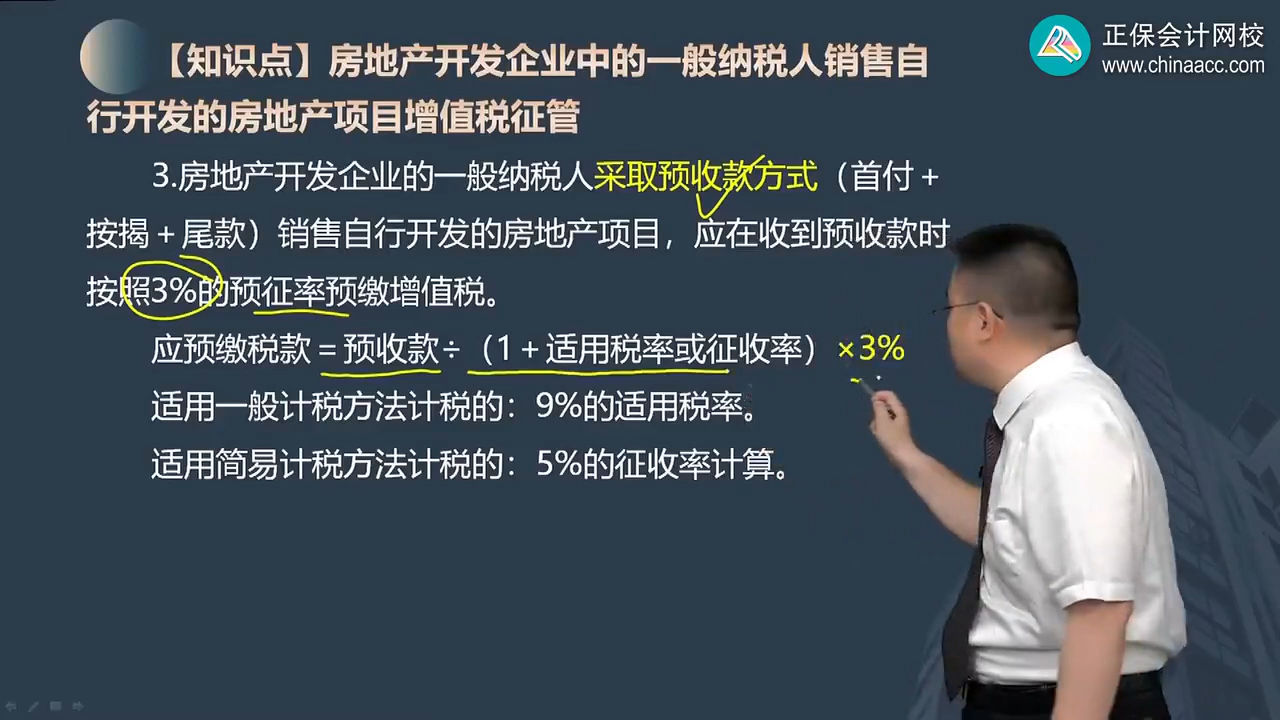 正保会计网校
www.chinaacc.com
【知识点】房地产开发企业中的一般纳税人销售自
行开发的房地产项目增值税征管
3.房地产开发企业的一般纳税人采取预收款方式（首付＋
按揭＋尾款）销售自行开发的房地产项目，应在收到预收款时
按照3%的预征率预缴增值税。
应预缴税款＝预收款÷（1＋适用税率或征收率）×3%
适用一般计税方法计税的：9%的适用税率。
适用简易计税方法计税的：5%的征收率计算。